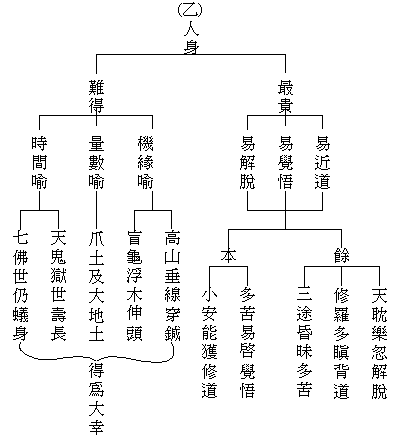 (乙)人身
最貴
易近道
易覺悟
易解脫
餘
天耽樂忽解脫
修羅多瞋背道
三途昏昧多苦
本
多苦易啓覺悟
小安能獲修道
難得
機緣喻
高山垂線穿鍼
盲龜浮木伸頭
量數喻
爪土及大地土
時間喻
天鬼獄世壽長
七佛世仍蟻身
得爲大幸